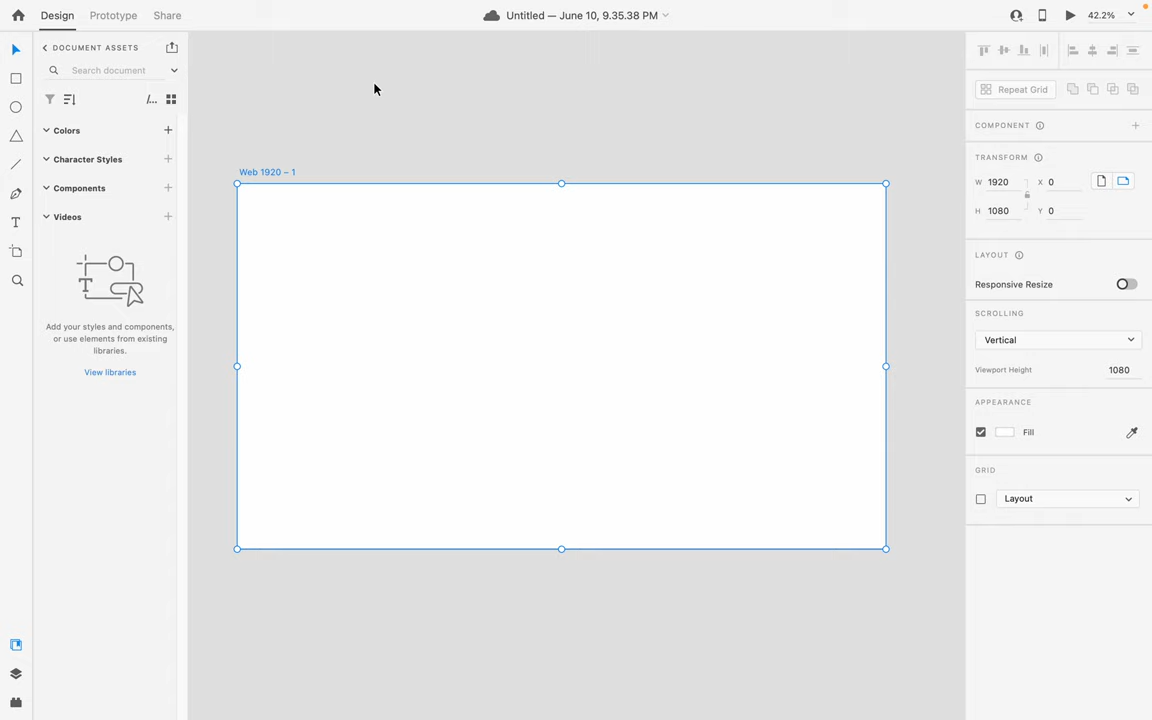 Design Prototype Share Untitled — June 10, 9.35.38 PM 42.2%
DOCUMENT ASSETS
Search document
/...
Colors
Character Styles
Components
Videos
Add your styles and components,
or use elements from existing
libraries.
View libraries
Web 1920 – 1
Repeat Grid
COMPONENT
TRANSFORM
W 1920 X 0
H 1080 Y 0
LAYOUT
Responsive Resize
SCROLLING
Vertical
Viewport Height 1080
APPEARANCE
Fill
GRID
Layout